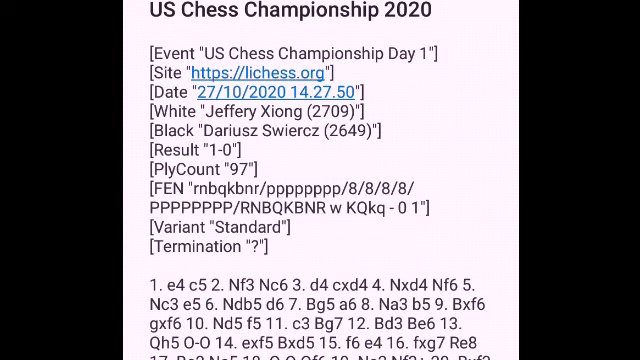 US Chess Championship 2020
[Event "US Chess Championship Day 1"]
[Site "https://lichess.org"]
[Date "27/10/2020 14.27.50"]
[White "Jeffery Xiong (2709)"]
[Black "Dariusz Swiercz (2649)"]
[Result "1-0"]
[PlyCount "97"]
[FEN "rnbqkbnr/pppppppp/8/8/8/8/
PPPPPPPP/RNBQKBNR w KQkq - 0 1"]
[Variant "Standard"]
[Termination "?"]
1. e4 c5 2. Nf3 Nc6 3. d4 cxd4 4. Nxd4 Nf6 5.
Nc3 e5 6. Ndb5 d6 7. Bg5 a6 8. Na3 b5 9. Bxf6
gxf6 10. Nd5 f5 11. c3 Bg7 12. Bd3 Be6 13.
Qh5 O-O 14. exf5 Bxd5 15. f6 e4 16. fxg7 Re8